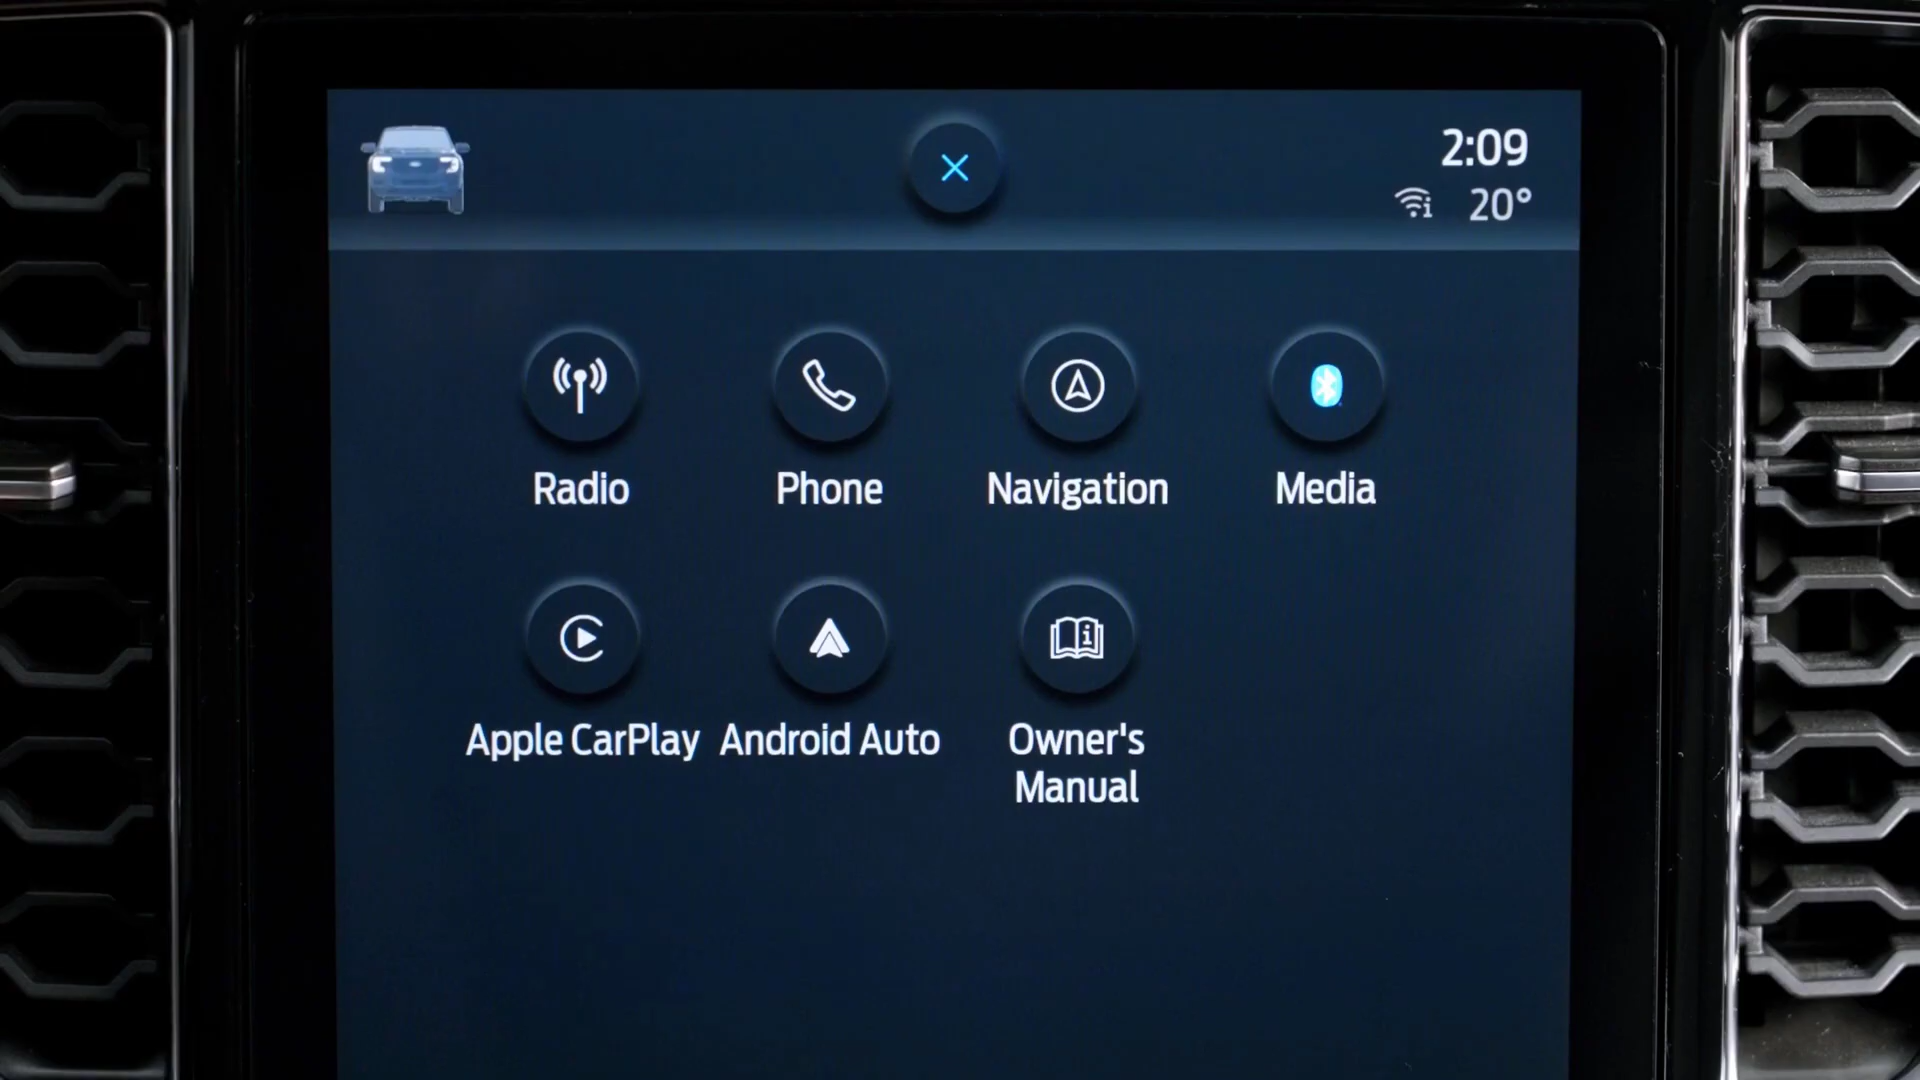 2:09
20°
Radio
Phone
Navigation
Media
Apple CarPlay
Android Auto
Owner's
Manual